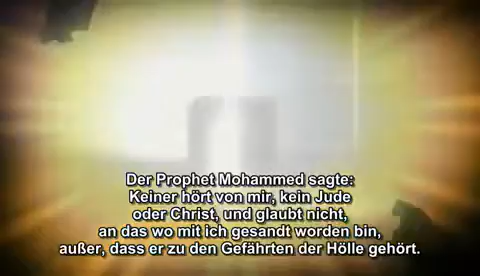 Der Prophet Mohammed sagte:
Keiner hört von mir, kein Jude
oder Christ, und glaubt nicht,
an das wo mit ich gesandt worden bin,
außer, dass er zu den Gefährten der Hölle gehört.